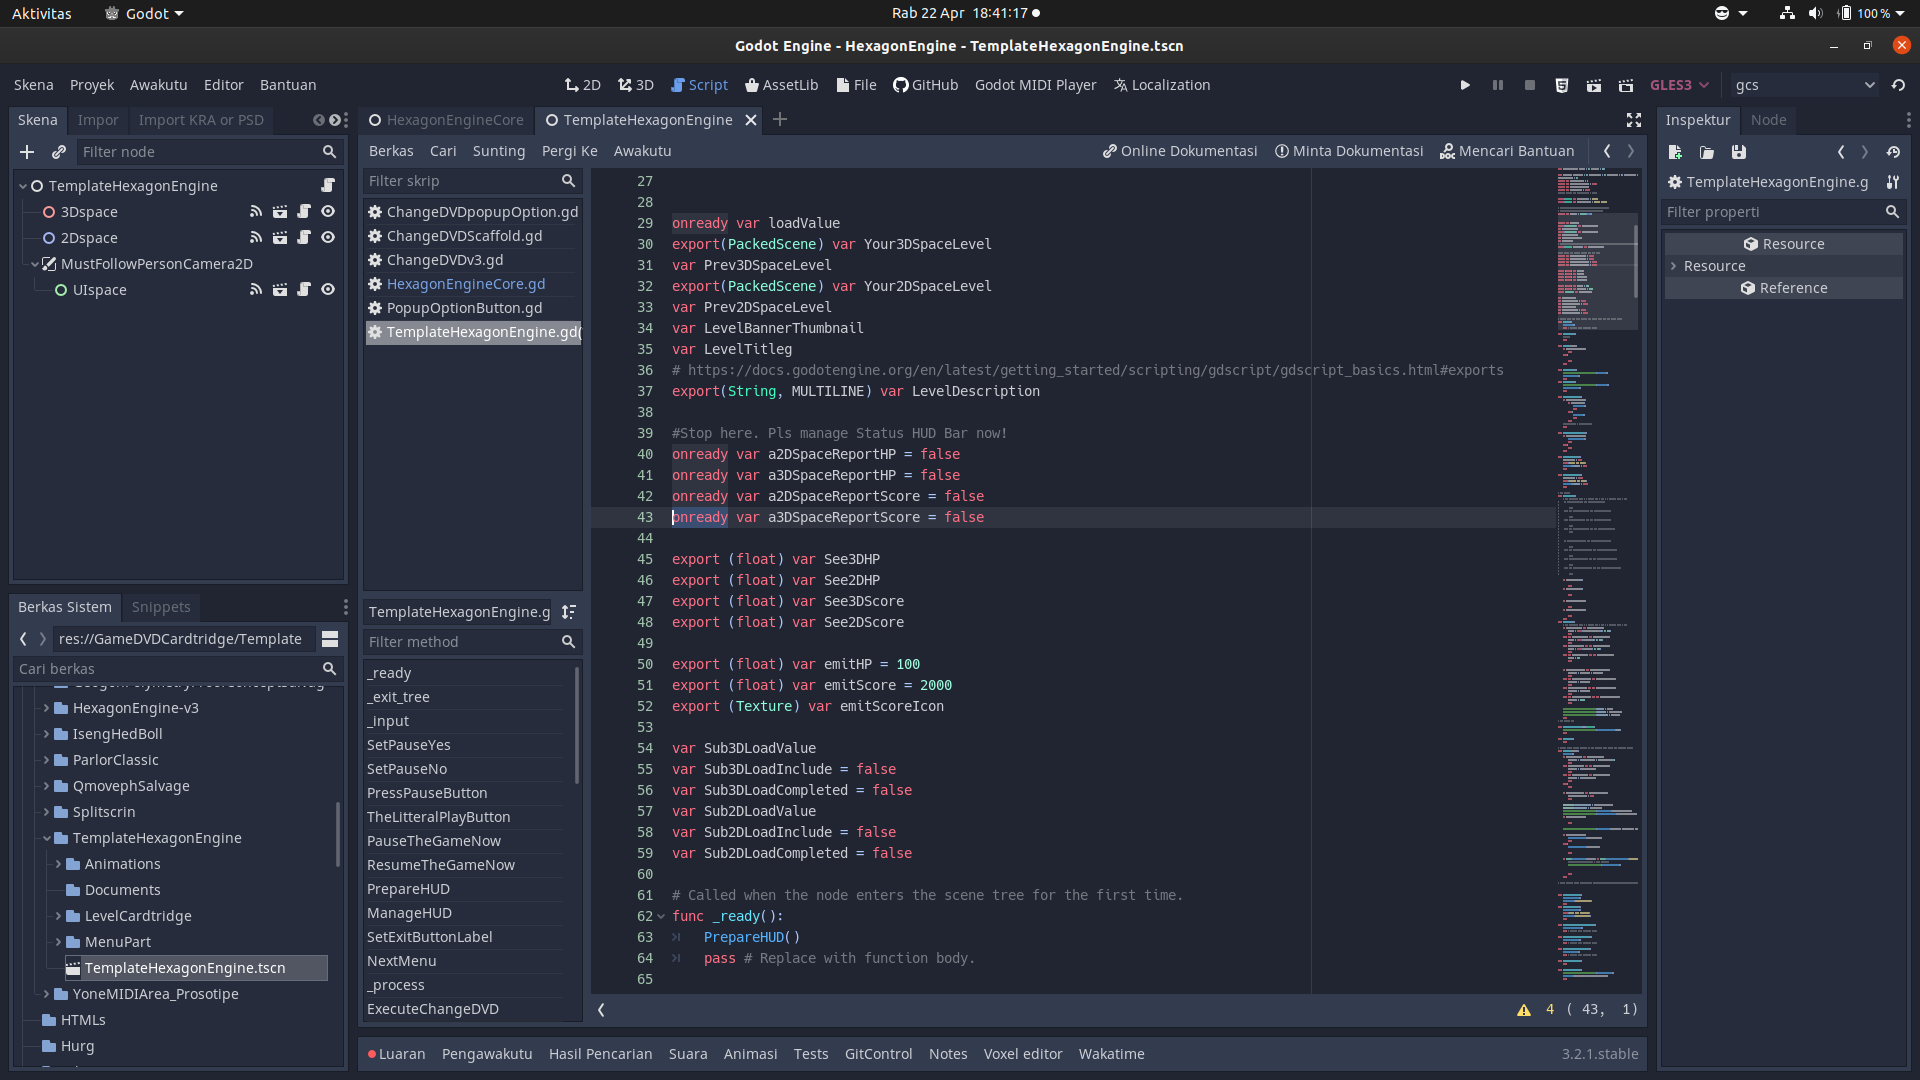 Aktivitas
Godot
Rab 22 Apr 18:41:17
100 %
Godot Engine - HexagonEngine - TemplateHexagonEngine.tscn
Skena Proyek Awakutu Editor Bantuan
2D 3D Script AssetLib File GitHub Godot MIDI Player Localization
GLES3 gcs
Skena Impor Import KRA or PSD
Filter node
TemplateHexagonEngine
3Dspace
2Dspace
MustFollowPersonCamera2D
UIspace
Berkas Sistem Snippets
res://GameDVDCardtridge/Template
Cari berkas
HexagonEngine-v3
IsengHedBoll
ParlorClassic
QmovephSalvage
Splitscrin
TemplateHexagonEngine
Animations
Documents
LevelCardtridge
MenuPart
TemplateHexagonEngine.tscn
YoneMIDIArea_Prosotipe
HTMLs
Hurg
HexagonEngineCore TemplateHexagonEngine
Berkas Cari Sunting Pergi Ke Awakutu
Online Dokumentasi Minta Dokumentasi Mencari Bantuan
Filter skrip
ChangeDVDpopupOption.gd
ChangeDVDScaffold.gd
ChangeDVDv3.gd
HexagonEngineCore.gd
PopupOptionButton.gd
TemplateHexagonEngine.gd(
TemplateHexagonEngine.g
Filter method
_ready
_exit_tree
_input
SetPauseYes
SetPauseNo
PressPauseButton
TheLitteralPlayButton
PauseTheGameNow
ResumeTheGameNow
PrepareHUD
ManageHUD
SetExitButtonLabel
NextMenu
_process
ExecuteChangeDVD
27
28
29 onready var loadValue
30 export(PackedScene) var Your3DSpaceLevel
31 var Prev3DSpaceLevel
32 export(PackedScene) var Your2DSpaceLevel
33 var Prev2DSpaceLevel
34 var LevelBannerThumbnail
35 var LevelTitleg
36 # https://docs.godotengine.org/en/latest/getting_started/scripting/gdscript/gdscript_basics.html#exports
37 export(String, MULTILINE) var LevelDescription
38
39 #Stop here. Pls manage Status HUD Bar now!
40 onready var a2DSpaceReportHP = false
41 onready var a3DSpaceReportHP = false
42 onready var a2DSpaceReportScore = false
43 onready var a3DSpaceReportScore = false
44
45 export (float) var See3DHP
46 export (float) var See2DHP
47 export (float) var See3DScore
48 export (float) var See2DScore
49
50 export (float) var emitHP = 100
51 export (float) var emitScore = 2000
52 export (Texture) var emitScoreIcon
53
54 var Sub3DLoadValue
55 var Sub3DLoadInclude = false
56 var Sub3DLoadCompleted = false
57 var Sub2DLoadValue
58 var Sub2DLoadInclude = false
59 var Sub2DLoadCompleted = false
60
61 # Called when the node enters the scene tree for the first time.
62 func _ready():
63 PrepareHUD()
64 pass # Replace with function body.
65
4 ( 43, 1)
Luaran Pengawakutu Hasil Pencarian Suara Animasi Tests GitControl Notes Voxel editor Wakatime
3.2.1.stable
Inspektur Node
TemplateHexagonEngine.g
Filter properti
Resource
Resource
Reference